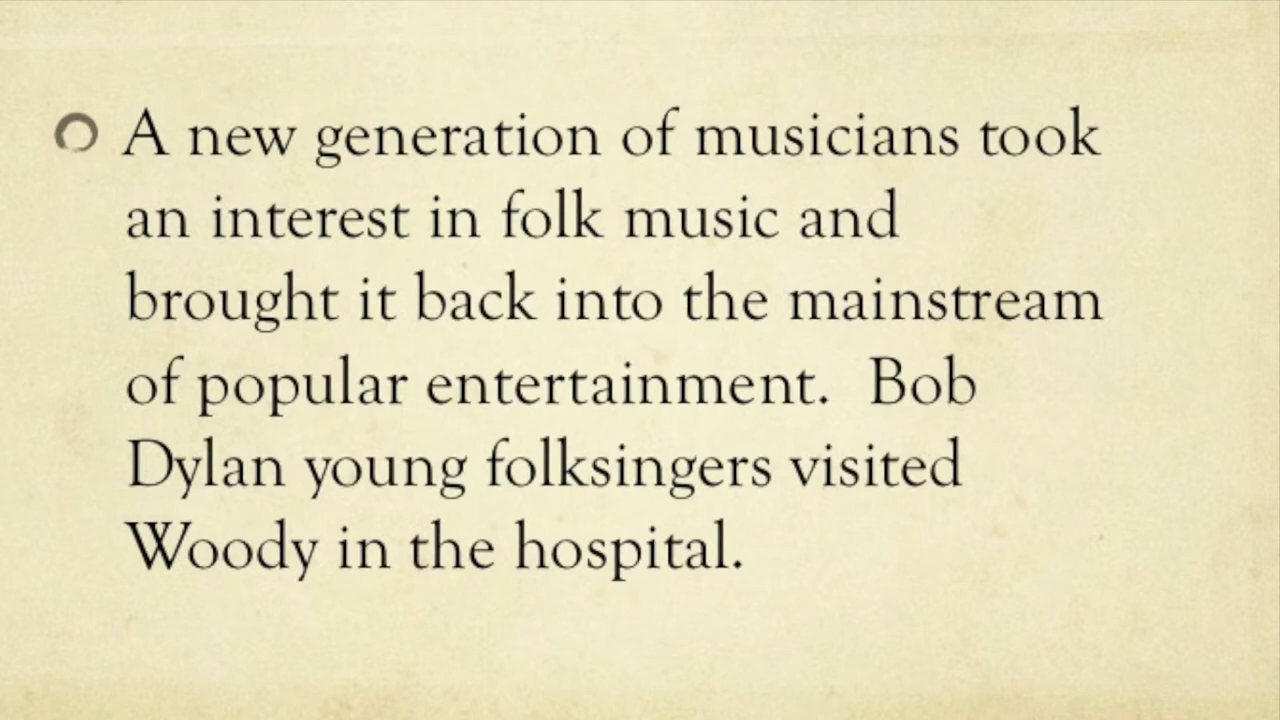 A new generation of musicians took
an interest in folk music and
brought it back into the mainstream
of popular entertainment.  Bob
Dylan young folksingers visited
Woody in the hospital.